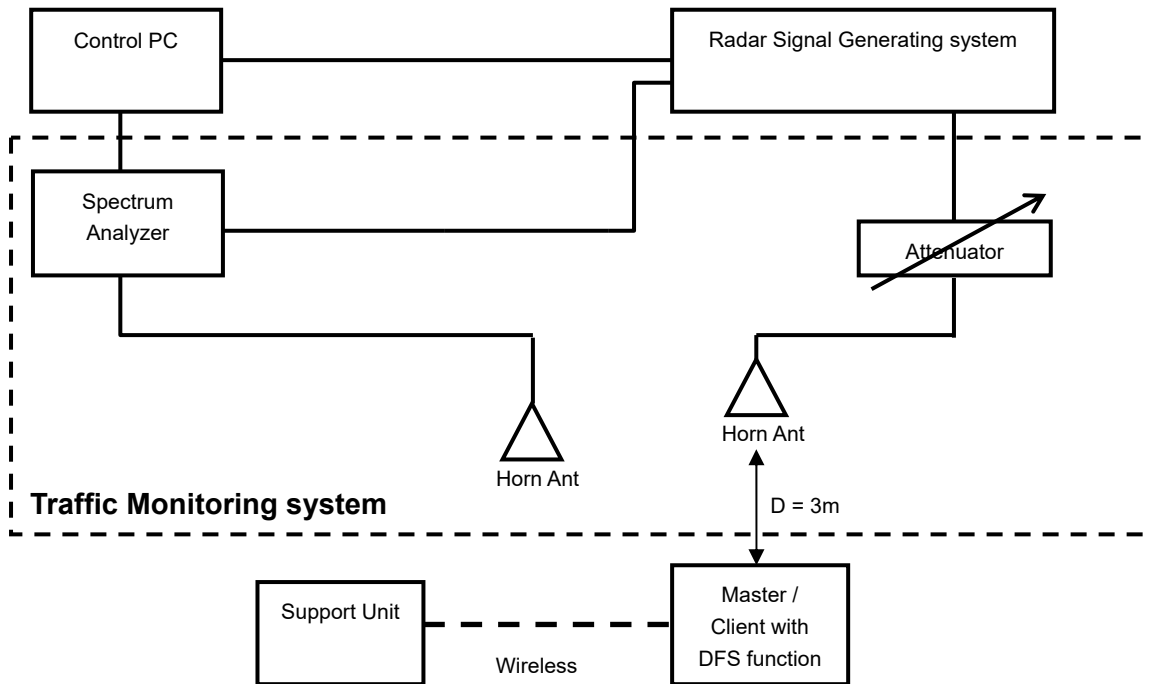 Control PC
Radar Signal Generating system
Spectrum
Analyzer
Attenuator
Horn Ant
Horn Ant
Traffic Monitoring system
D = 3m
Support Unit
Wireless
Master /
Client with
DFS function